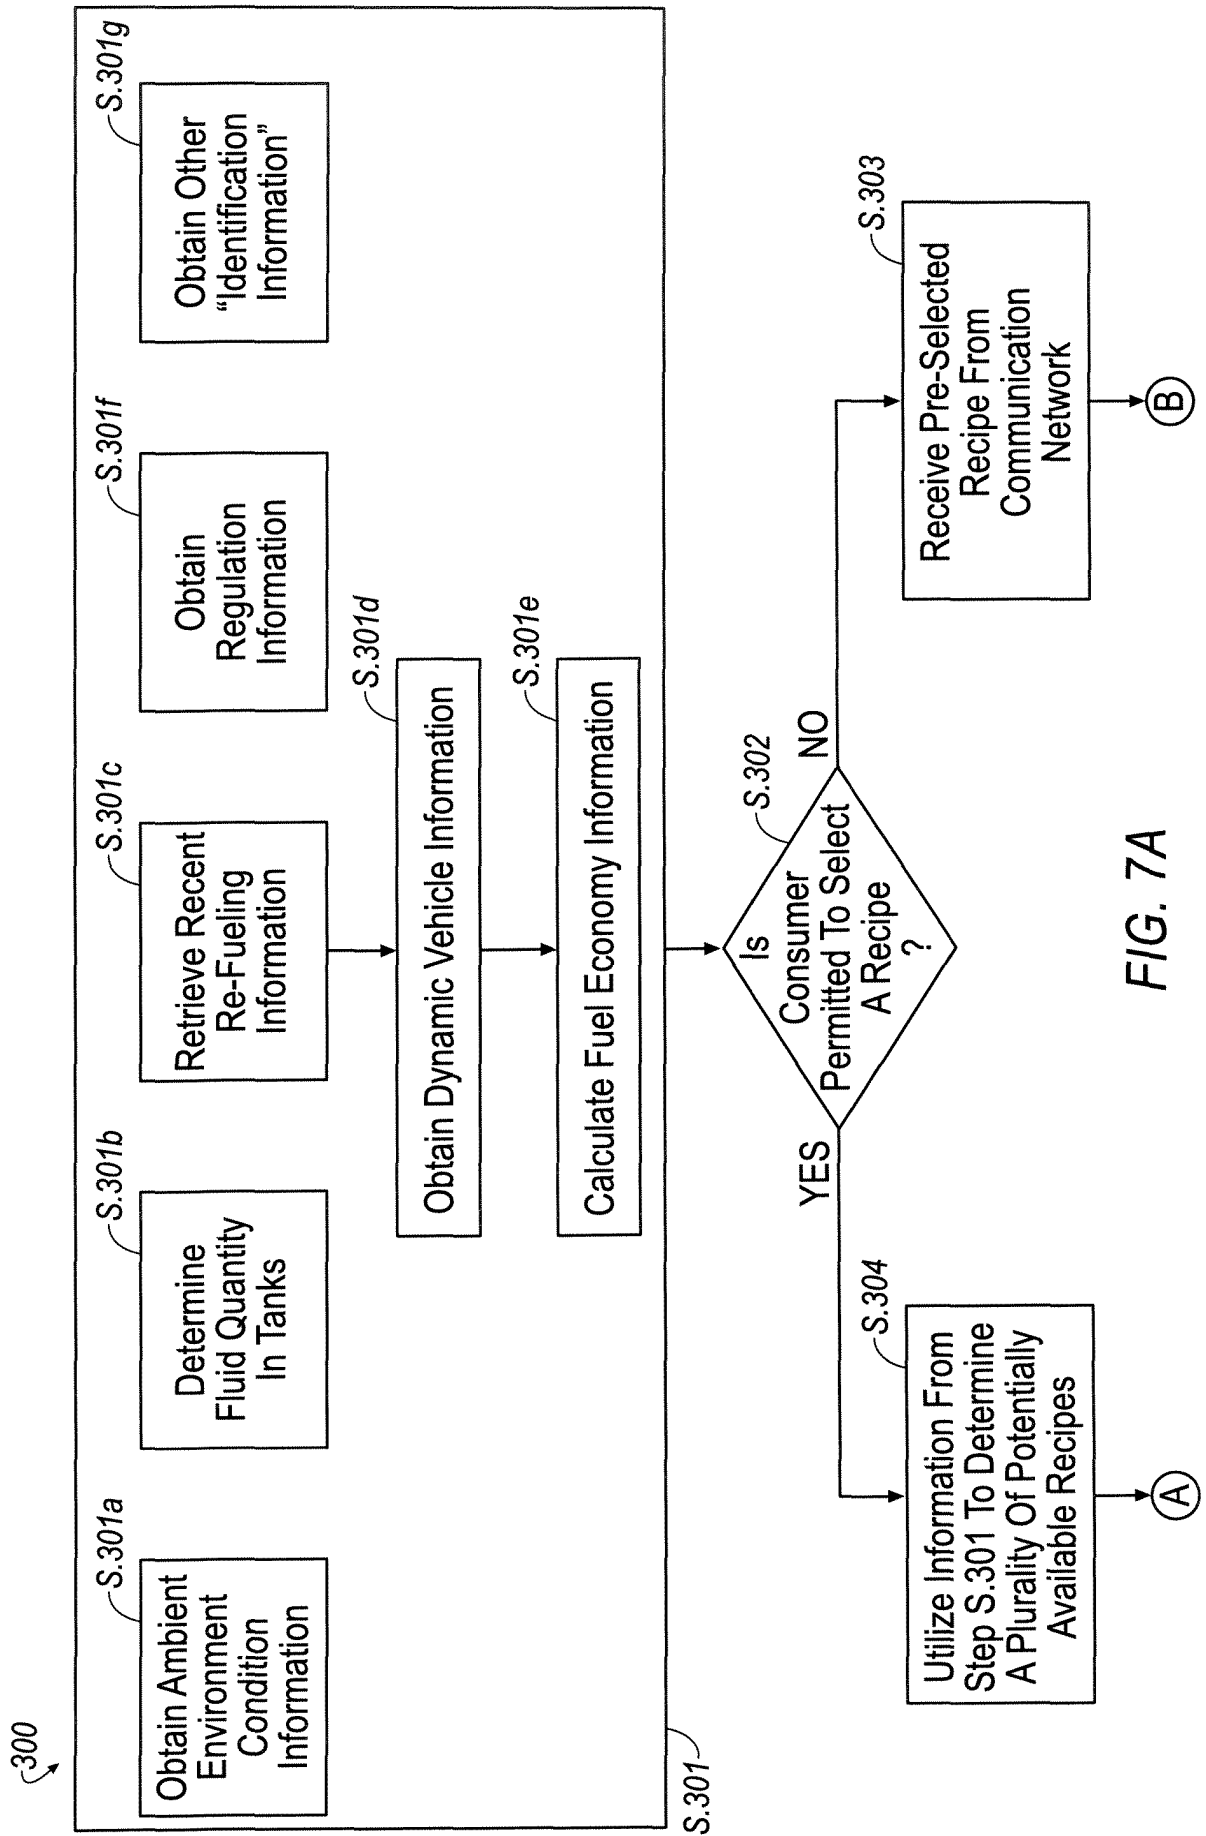 300
S.301a
Obtain Ambient
Environment
Condition
Information
S.301b
Determine
Fluid Quantity
In Tanks
S.301c
Retrieve Recent
Re-Fueling
Information
S.301f
Obtain
Regulation
Information
S.301g
Obtain Other
“Identification
Information”
S.301d
Obtain Dynamic Vehicle Information
S.301e
Calculate Fuel Economy Information
S.301
S.302
Is
Consumer
Permitted To Select
A Recipe
?
YES
NO
S.304
Utilize Information From
Step S.301 To Determine
A Plurality Of Potentially
Available Recipes
A
S.303
Receive Pre-Selected
Recipe From
Communication
Network
B
FIG. 7A